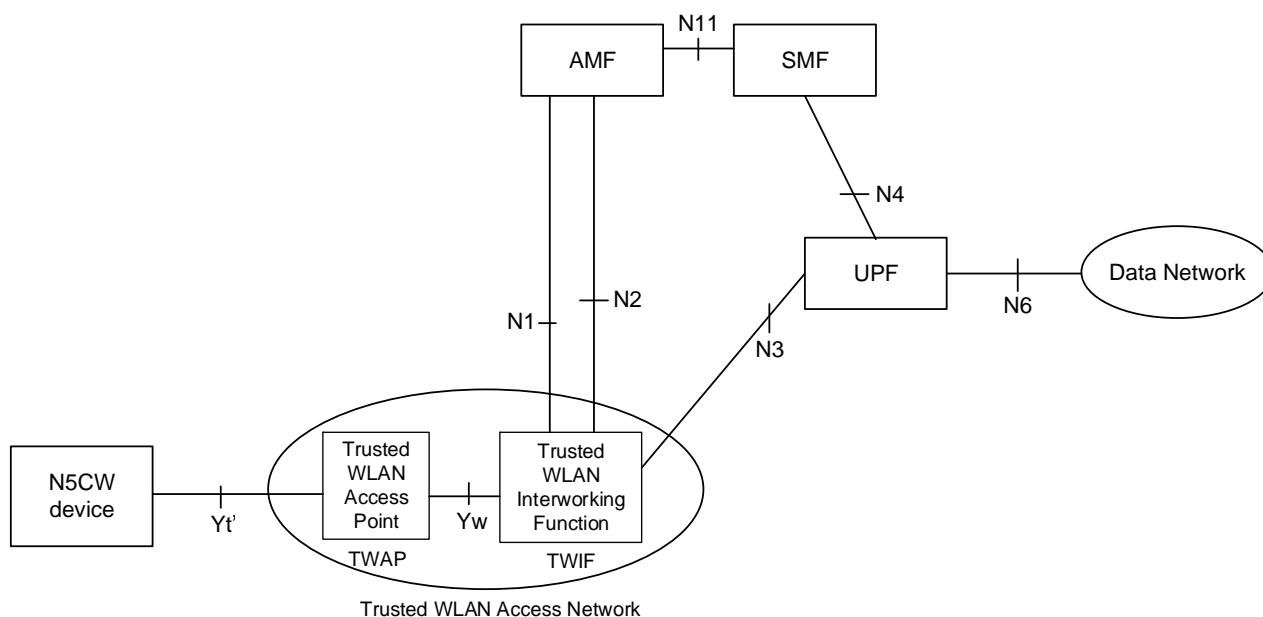 N11
AMF
SMF
N4
UPF
Data Network
N6
N2
N1
N3
Trusted
WLAN
Access
Point
Trusted
WLAN
Interworking
Function
N5CW
device
Yt’
Yw
TWAP
TWIF
Trusted WLAN Access Network